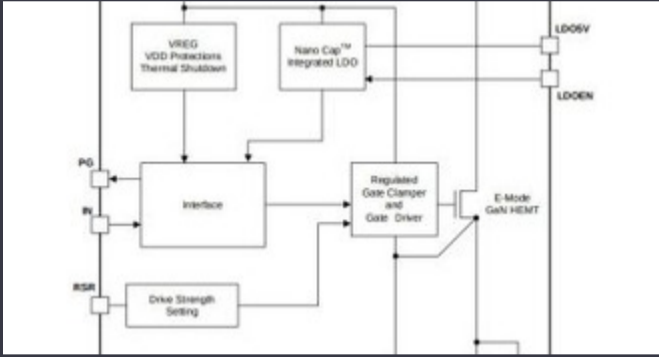 LDO5V
VREG
VDD Protections
Thermal Shutdown
Nano Cap™
Integrated LDO
LDOEN
PG
Interface
Regulated
Gate Clamper
and
Gate Driver
E-Mode
GaN HEMT
IN
RSR
Drive Strength
Setting